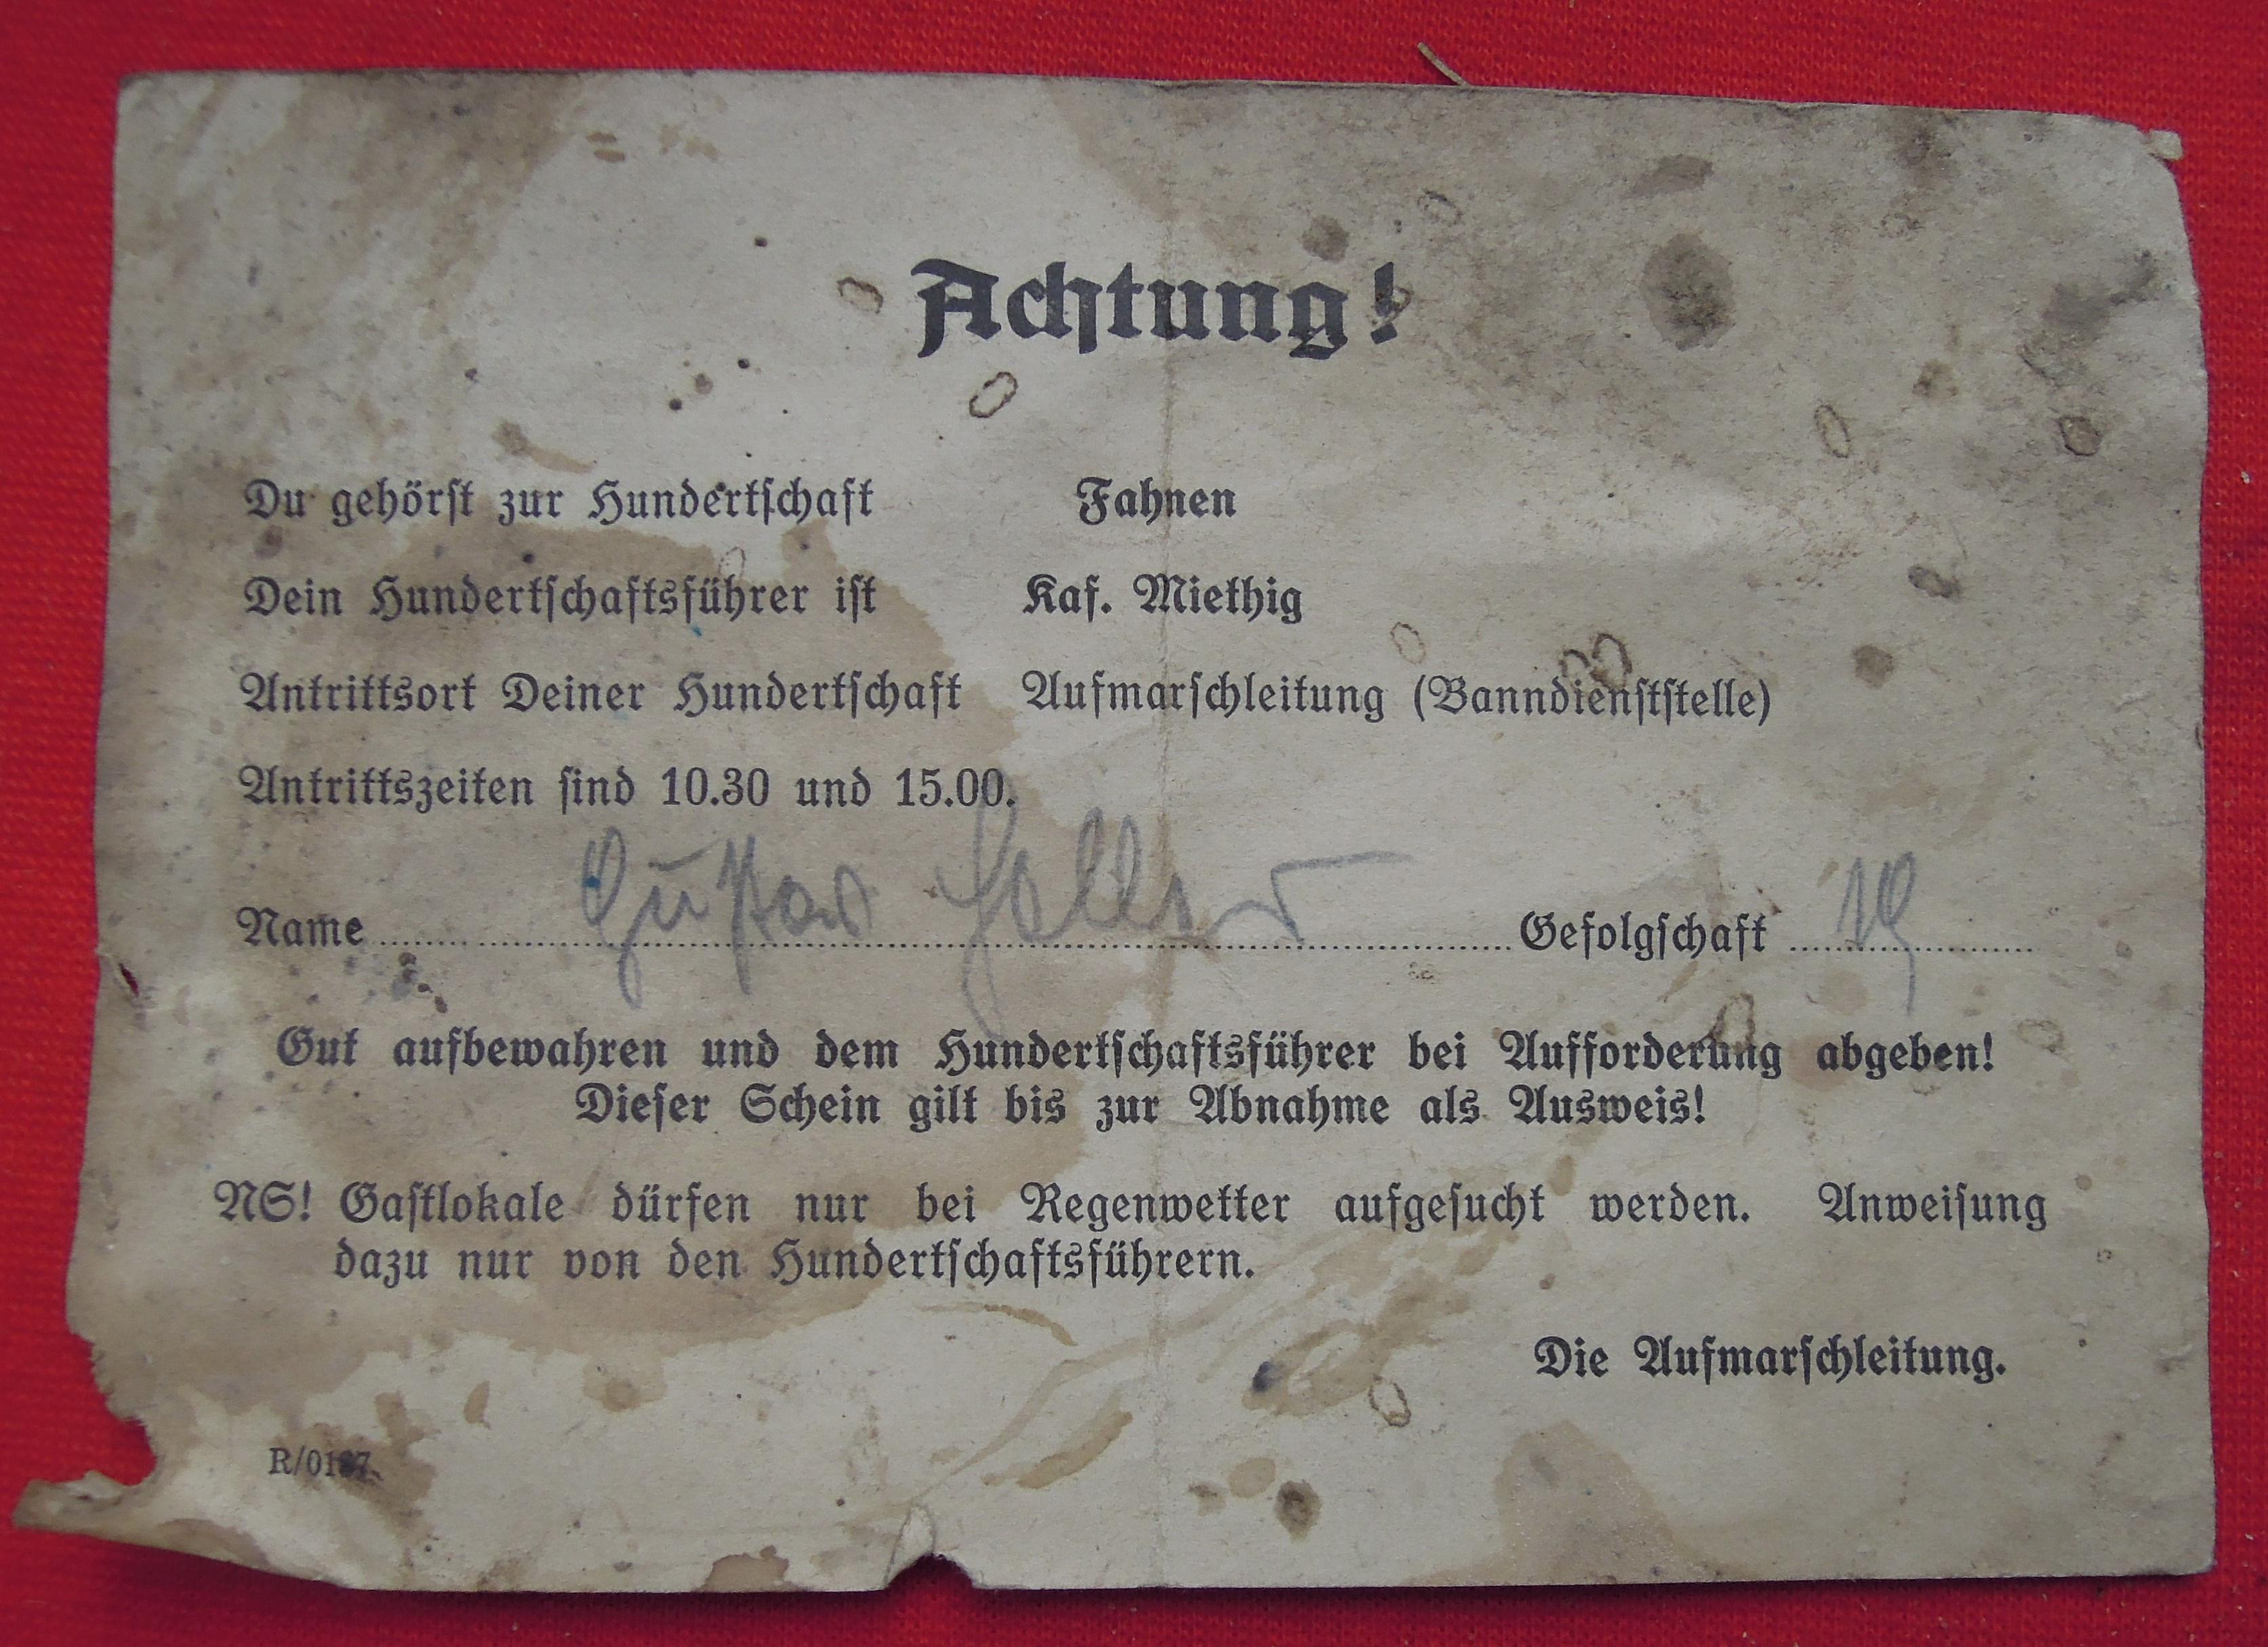 Achtung!
Du gehörst zur Hundertschaft Fahnen
Dein Hundertschaftsführer ist Kaf. Miethig
Antrittsort Deiner Hundertschaft Aufmarschleitung (Banndienststelle)
Antrittszeiten sind 10.30 und 15.00.
Name Gustav Gefolgschaft 19
Gut aufbewahren und dem Hundertschaftsführer bei Aufforderung abgeben!
Dieser Schein gilt bis zur Abnahme als Ausweis!
NS! Gastlokale dürfen nur bei Regenwetter aufgesucht werden. Anweisung
dazu nur von den Hundertschaftsführern.
Die Aufmarschleitung.